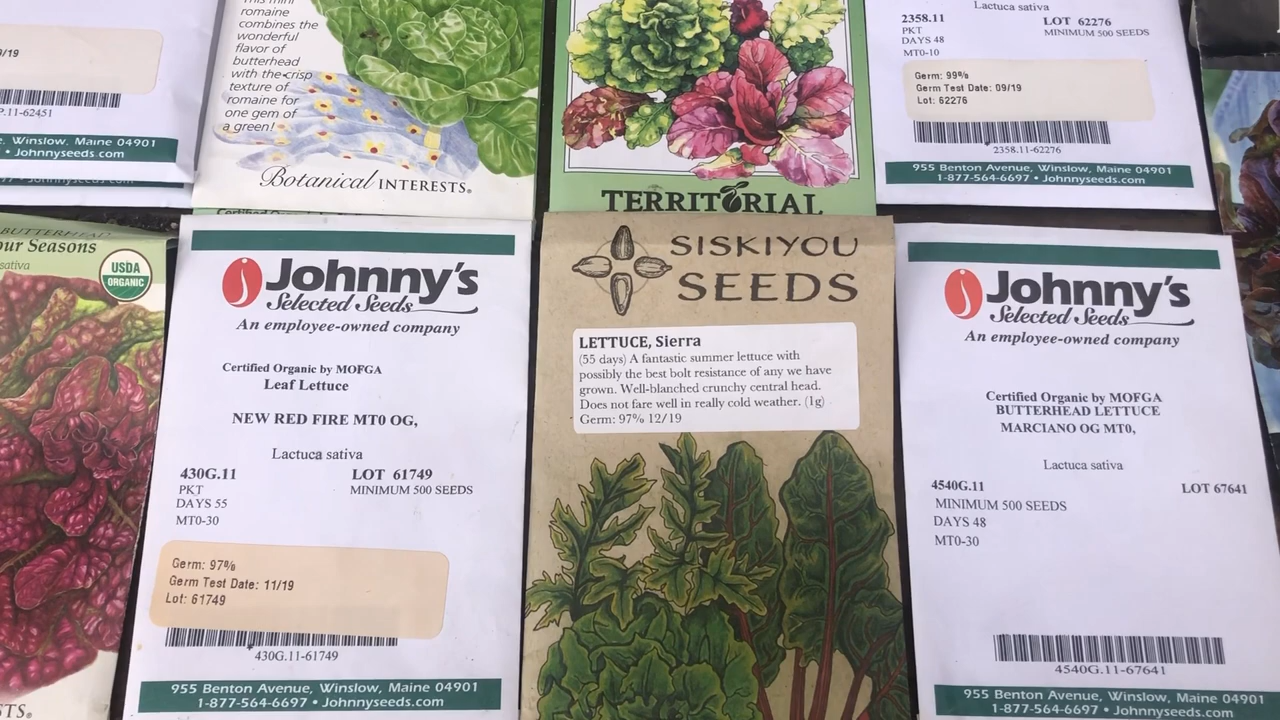 9/19
P.11-62451
Winslow, Maine 04901
• Johnnyseeds.com
Johnnyseeds.com
This mini
romaine
combines the
wonderful
flavor of
butterhead
with the crisp
texture of
romaine for
one gem of
a green!
Botanical INTERESTS®
TERRITORIAL
Lactuca sativa
2358.11
LOT 62276
PKT
MINIMUM 500 SEEDS
DAYS 48
MT0-10
Germ: 99%
Germ Test Date: 09/19
Lot: 62276
2358.11-62276
955 Benton Avenue, Winslow, Maine 04901
1-877-564-6697 • Johnnyseeds.com
BUTTERHEAD
our Seasons
sativa
USDA
ORGANIC
TS®
Certified Organic
Johnny's
Selected Seeds
An employee-owned company
Certified Organic by MOFGA
Leaf Lettuce
NEW RED FIRE MT0 OG,
Lactuca sativa
430G.11
LOT 61749
PKT
MINIMUM 500 SEEDS
DAYS 55
MT0-30
Germ: 97%
Germ Test Date: 11/19
Lot: 61749
430G.11-61749
955 Benton Avenue, Winslow, Maine 04901
1-877-564-6697 • Johnnyseeds.com
SISKIYOU
SEEDS
LETTUCE, Sierra
(55 days) A fantastic summer lettuce with
possibly the best bolt resistance of any we have
grown. Well-blanched crunchy central head.
Does not fare well in really cold weather. (1g)
Germ: 97% 12/19
Johnny's
Selected Seeds
An employee-owned company
Certified Organic by MOFGA
BUTTERHEAD LETTUCE
MARCIANO OG MT0,
Lactuca sativa
4540G.11
LOT 67641
MINIMUM 500 SEEDS
DAYS 48
MT0-30
4540G.11-67641
955 Benton Avenue, Winslow, Maine 04901
1-877-564-6697 • Johnnyseeds.com